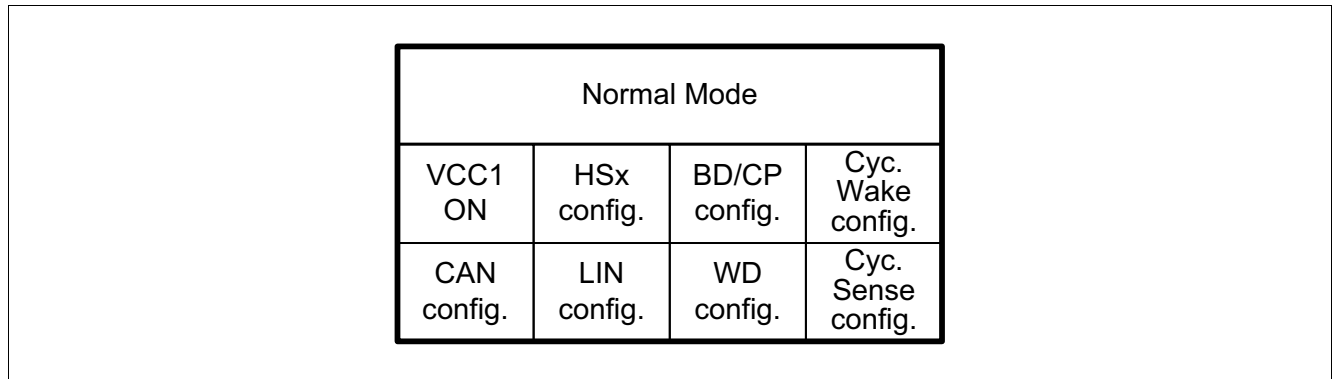 Normal Mode
VCC1
ON
HSx
config.
BD/CP
config.
Cyc.
Wake
config.
CAN
config.
LIN
config.
WD
config.
Cyc.
Sense
config.